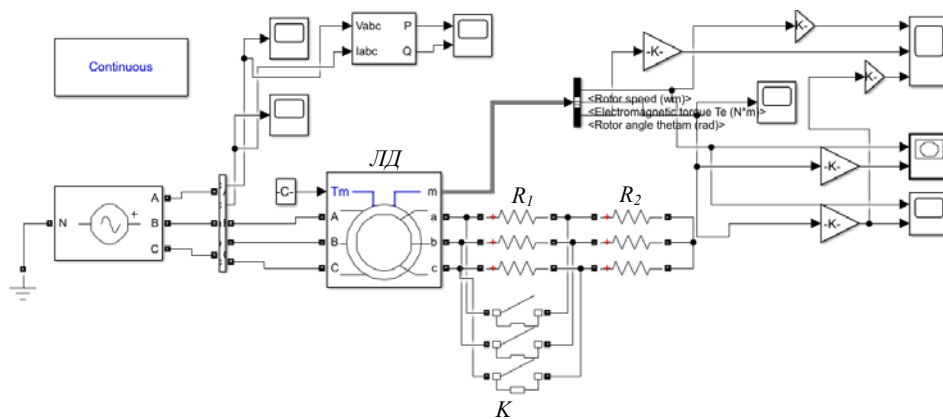 Continuous
Vabc
Iabc
P
Q
K-
-K-
K-
<Rotor speed (wm)>
<Electromagnetic torque Te (N*m)>
<Rotor angle thetam (rad)>
ЛД
N
+
A
B
C
-C-
Tm
m
A
B
C
a
b
c
R1
R2
+
+
+
+
+
+
-K-
-K-
K